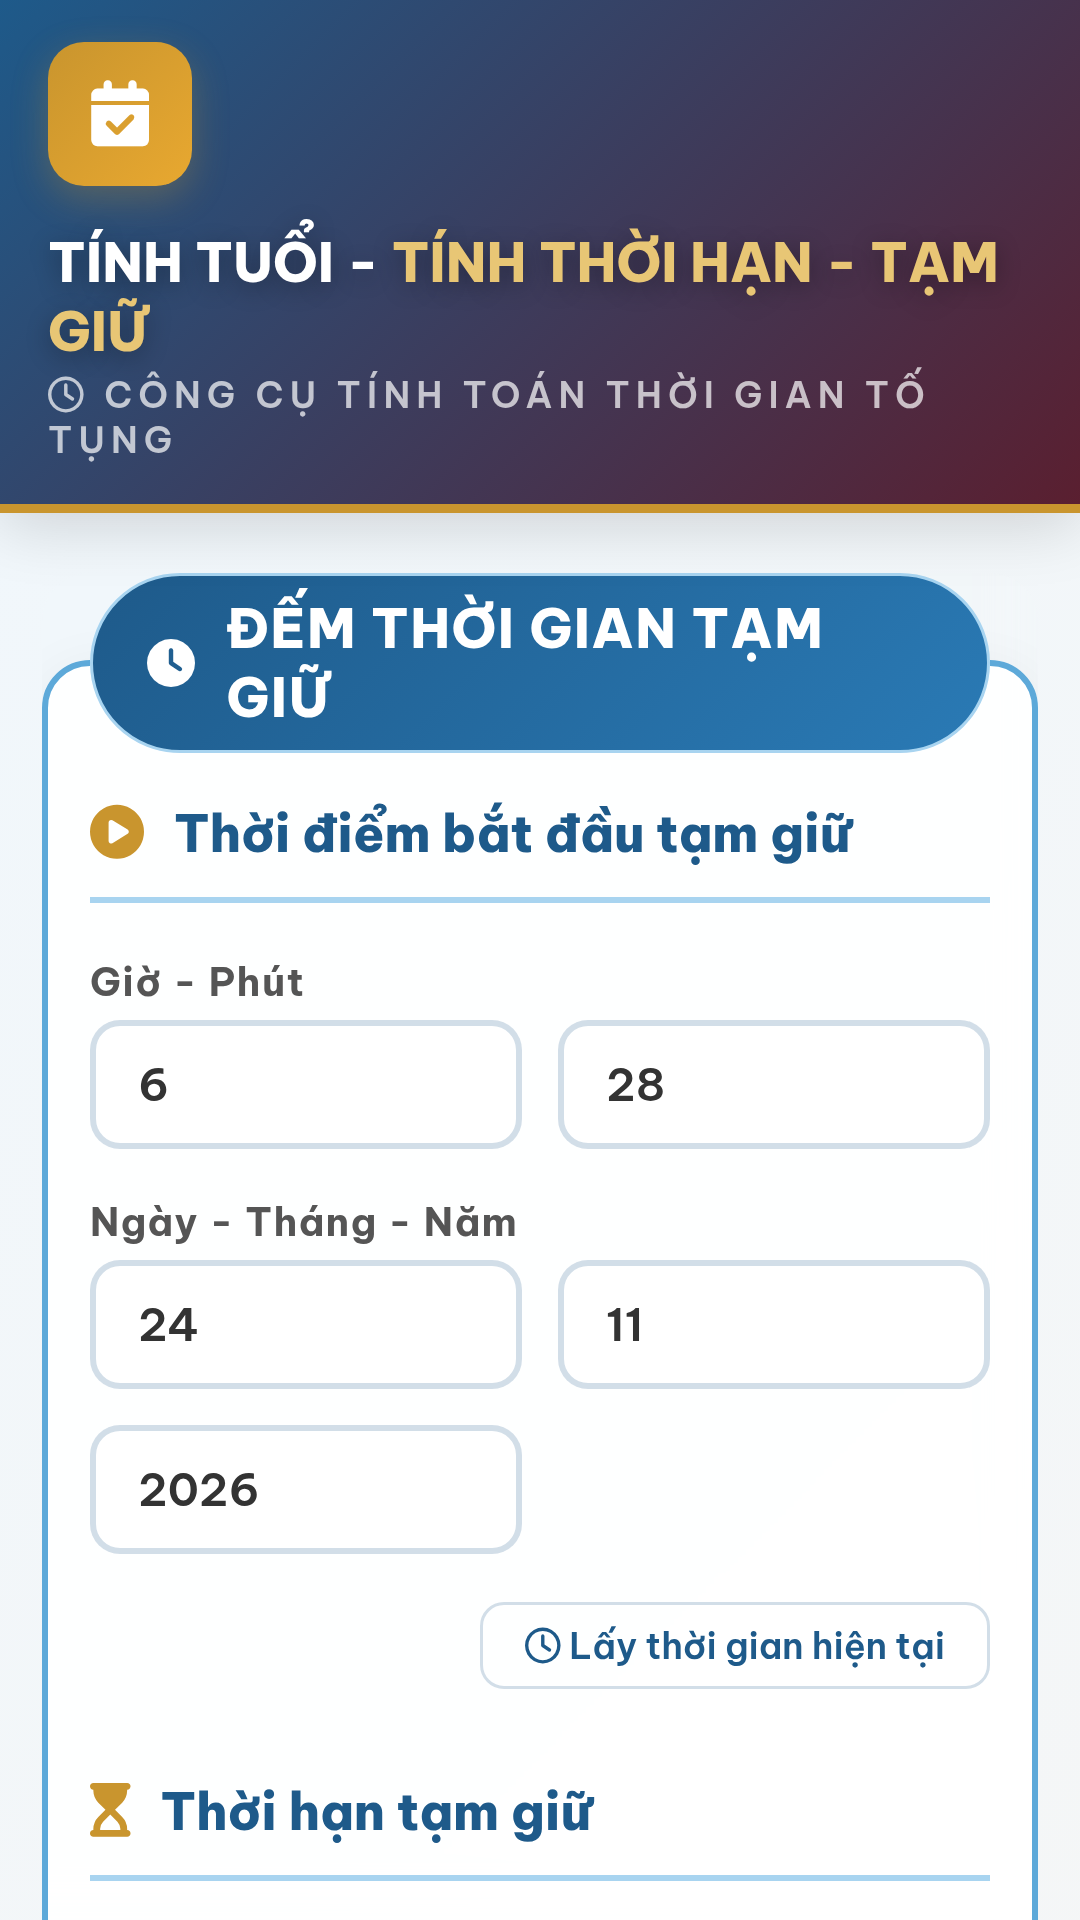 TÍNH TUỔI - TÍNH THỜI HẠN - TẠM
GIỮ
CÔNG CỤ TÍNH TOÁN THỜI GIAN TỐ
TỤNG
ĐẾM THỜI GIAN TẠM
GIỮ
Thời điểm bắt đầu tạm giữ
Giờ - Phút
6 28
Ngày - Tháng - Năm
24 11
2026
Lấy thời gian hiện tại
Thời hạn tạm giữ